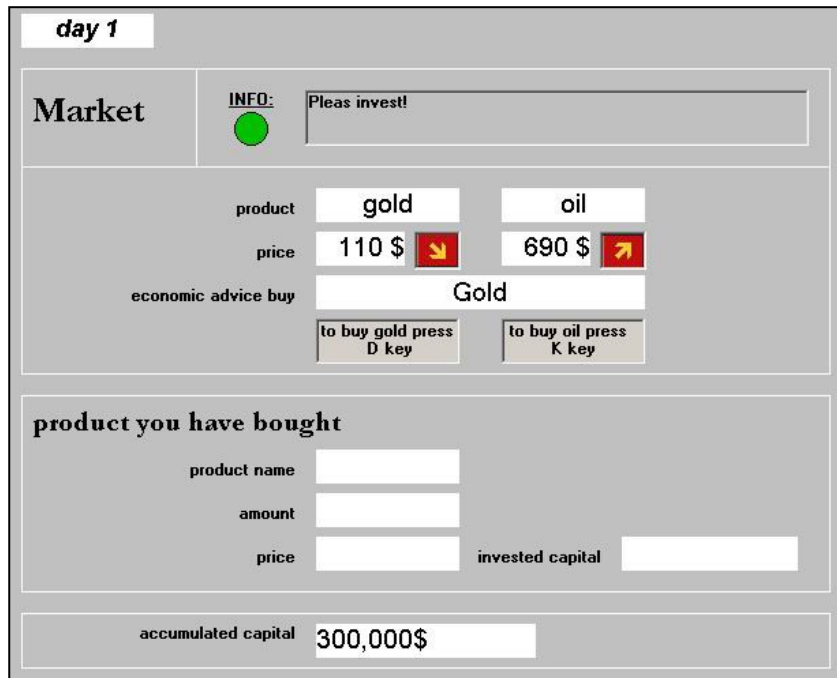 day 1
Market
INFO:
Pleas invest!
product gold oil
price 110 $ 690 $
economic advice buy Gold
to buy gold press
D key
to buy oil press
K key
product you have bought
product name
amount
price invested capital
accumulated capital 300,000$